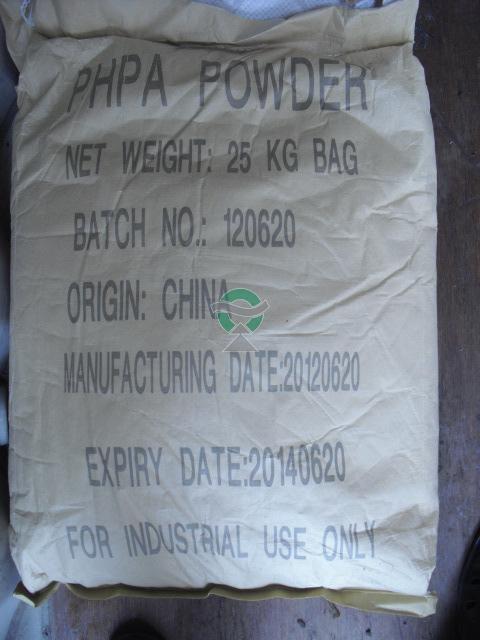 PHPA POWDER
NET WEIGHT: 25 KG BAG
BATCH NO.: 120620
ORIGIN: CHINA
MANUFACTURING DATE:20120620
EXPIRY DATE:20140620
FOR INDUSTRIAL USE ONLY